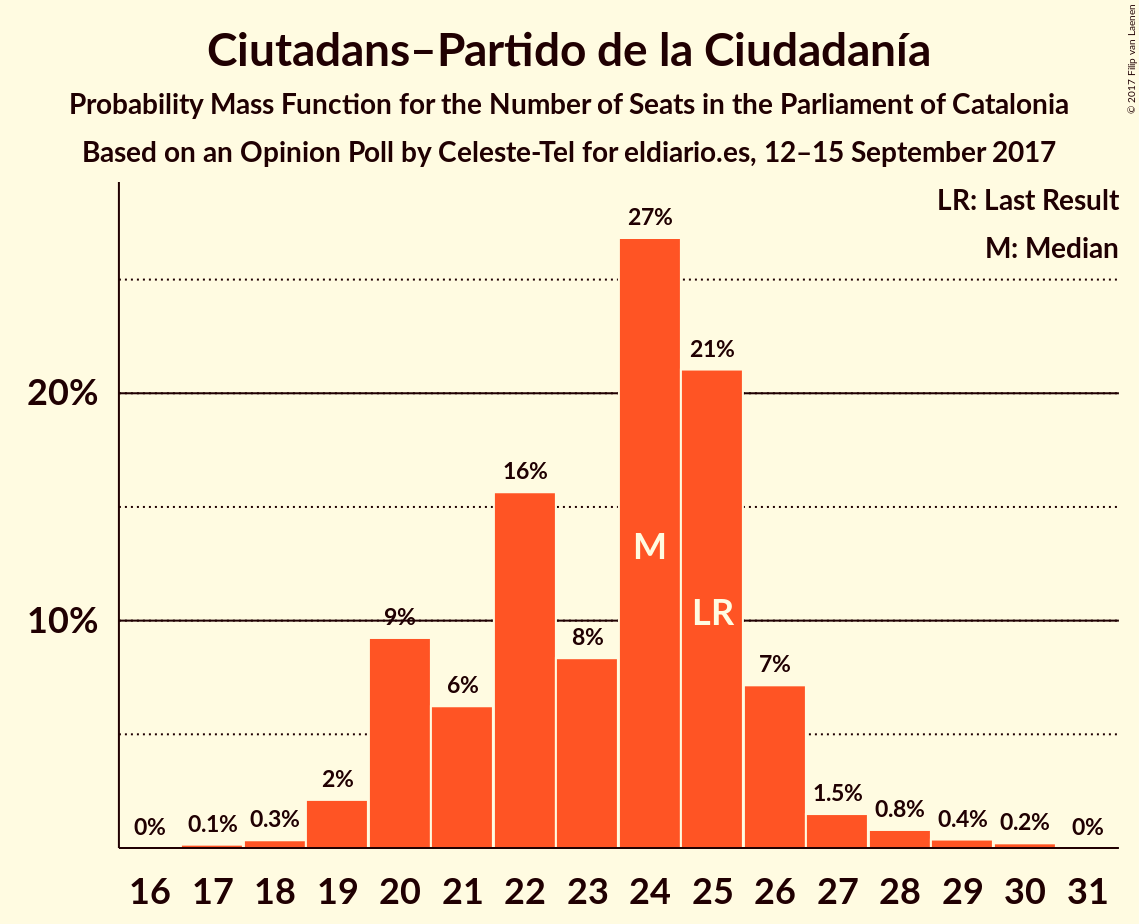 Ciutadans–Partido de la Ciudadanía
Probability Mass Function for the Number of Seats in the Parliament of Catalonia
Based on an Opinion Poll by Celeste-Tel for eldiario.es, 12–15 September 2017
© 2017 Filip van Laenen
LR: Last Result
M: Median
20%
10%
0%
0.1%
0.3%
2%
9%
6%
16%
8%
27%
21%
7%
1.5%
0.8%
0.4%
0.2%
0%
M
LR
16 17 18 19 20 21 22 23 24 25 26 27 28 29 30 31